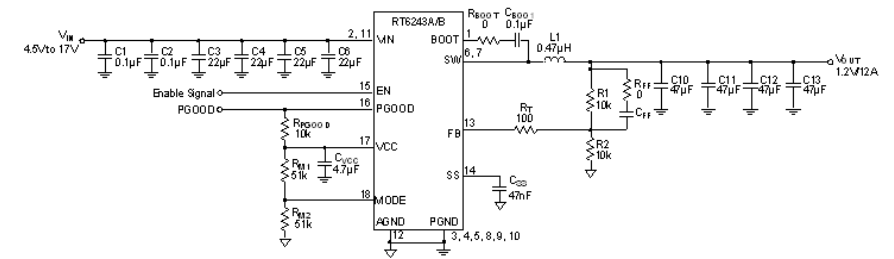 RT6243A/B
VIN
4.5V to 17V
C1
0.1μF
C2
0.1μF
C3
22μF
C4
22μF
C5
22μF
C6
22μF
2, 11
VIN
BOOT
1
RBOOT
0
CBOOT
0.1μF
SW
6, 7
L1
0.47μH
VOUT
1.2V/12A
Enable Signal
15
EN
PGOOD
16
PGOOD
RPGOOD
10k
17
VCC
CVCC
4.7μF
RM1
51k
18
MODE
RM2
51k
AGND
12
PGND
3, 4, 5, 8, 9, 10
FB
13
RT
100
R1
10k
RFF
0
CFF
R2
10k
SS
14
CSS
47nF
C10
47μF
C11
47μF
C12
47μF
C13
47μF